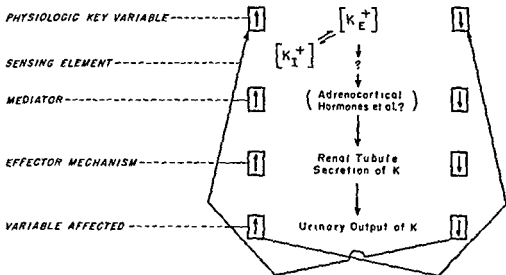 PHYSIOLOGIC KEY VARIABLE
[K_E^+]
[K_I^+]
SENSING ELEMENT
?
MEDIATOR
(Adrenocortical
Hormones et al.?)
EFFECTOR MECHANISM
Renal Tubule
Secretion of K
VARIABLE AFFECTED
Urinary Output of K